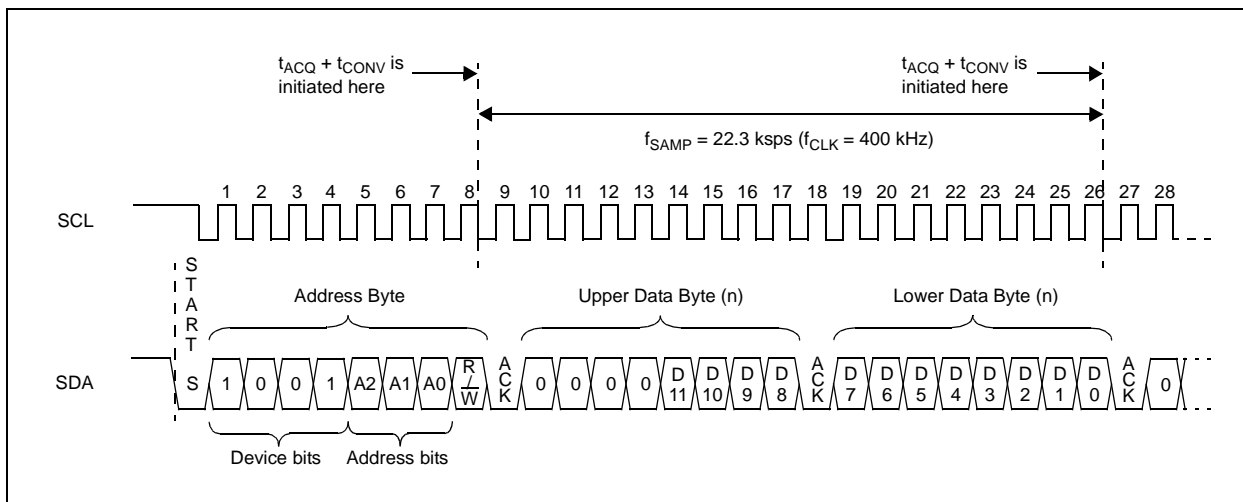 tACQ + tCONV is
initiated here
tACQ + tCONV is
initiated here
fSAMP = 22.3 ksps (fCLK = 400 kHz)
1 2 3 4 5 6 7 8 9 10 11 12 13 14 15 16 17 18 19 20 21 22 23 24 25 26 27 28
SCL
START
Address Byte
Upper Data Byte (n)
Lower Data Byte (n)
SDA
S 1 0 0 1 A2 A1 A0 R/W ACK 0 0 0 0 D11 D10 D9 D8 ACK D7 D6 D5 D4 D3 D2 D1 D0 ACK 0
Device bits
Address bits